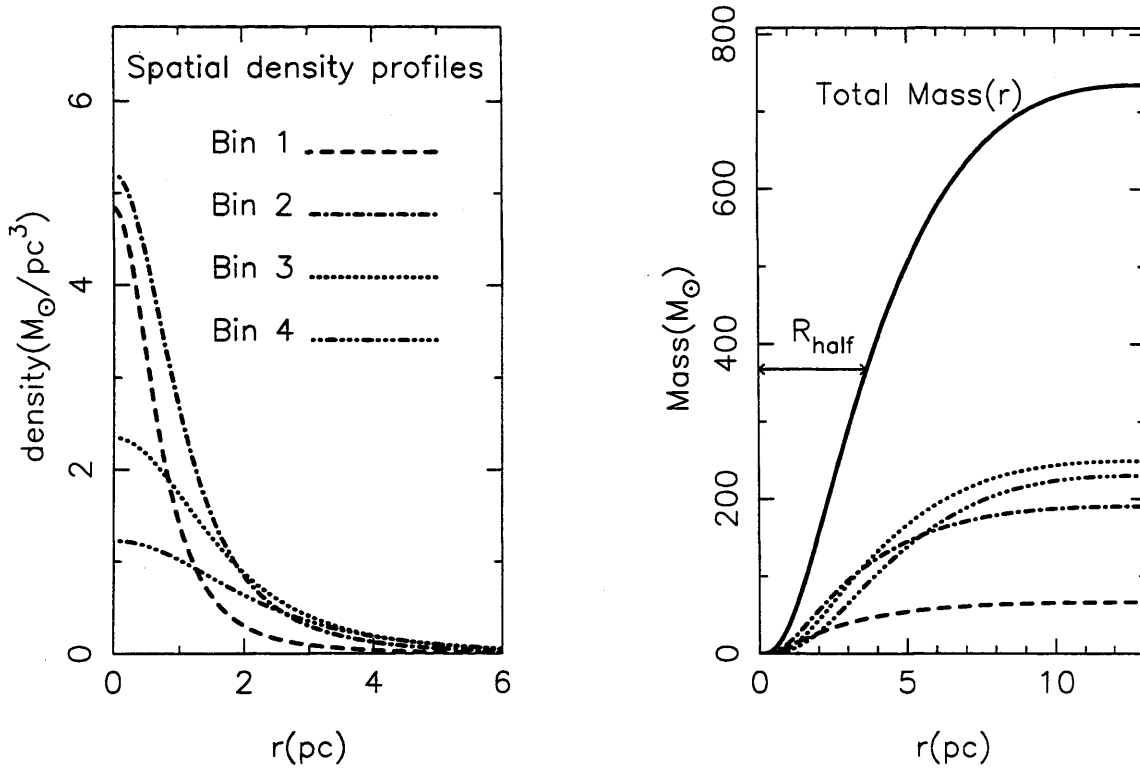 Spatial density profiles
Bin 1
Bin 2
Bin 3
Bin 4
density(M☉/pc³)
0
2
4
6
0
2
4
6
r(pc)
Total Mass(r)
R_half
Mass(M☉)
0
200
400
600
800
0
5
10
r(pc)